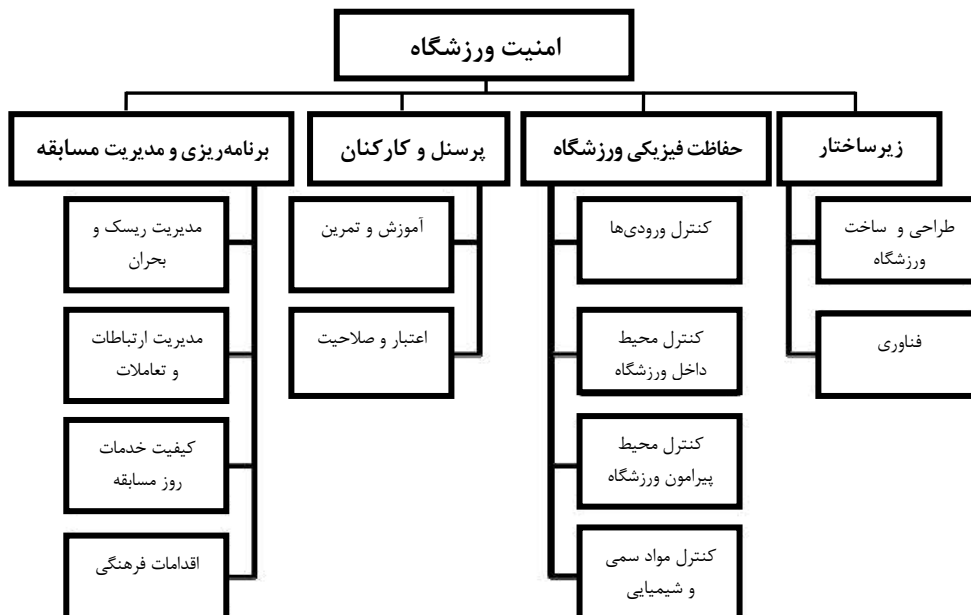 امنیت ورزشگاه
زیرساختار
طراحی و ساخت
ورزشگاه
فناوری
حفاظت فیزیکی ورزشگاه
کنترل ورودی‌ها
کنترل محیط
داخل ورزشگاه
کنترل محیط
پیرامون ورزشگاه
کنترل مواد سمی
و شیمیایی
پرسنل و کارکنان
آموزش و تمرین
اعتبار و صلاحیت
برنامه‌ریزی و مدیریت مسابقه
مدیریت ریسک و
بحران
مدیریت ارتباطات
و تعاملات
کیفیت خدمات
روز مسابقه
اقدامات فرهنگی